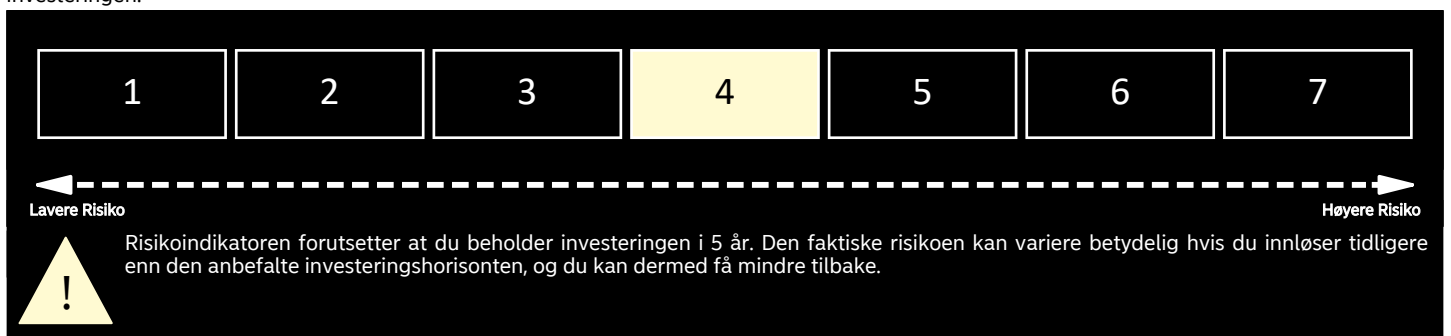 investeringen.
1 2 3 4 5 6 7
Lavere Risiko Høyere Risiko
Risikoindikatoren forutsetter at du beholder investeringen i 5 år. Den faktiske risikoen kan variere betydelig hvis du innløser tidligere
enn den anbefalte investeringshorisonten, og du kan dermed få mindre tilbake.
!